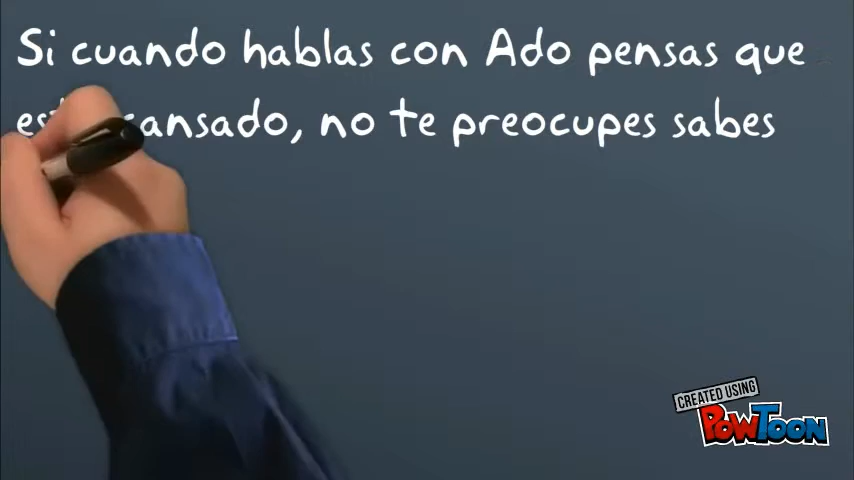 Si cuando hablas con Ado pensas que
cansado, no te preocupes sabes
CREATED USING
POWTOON